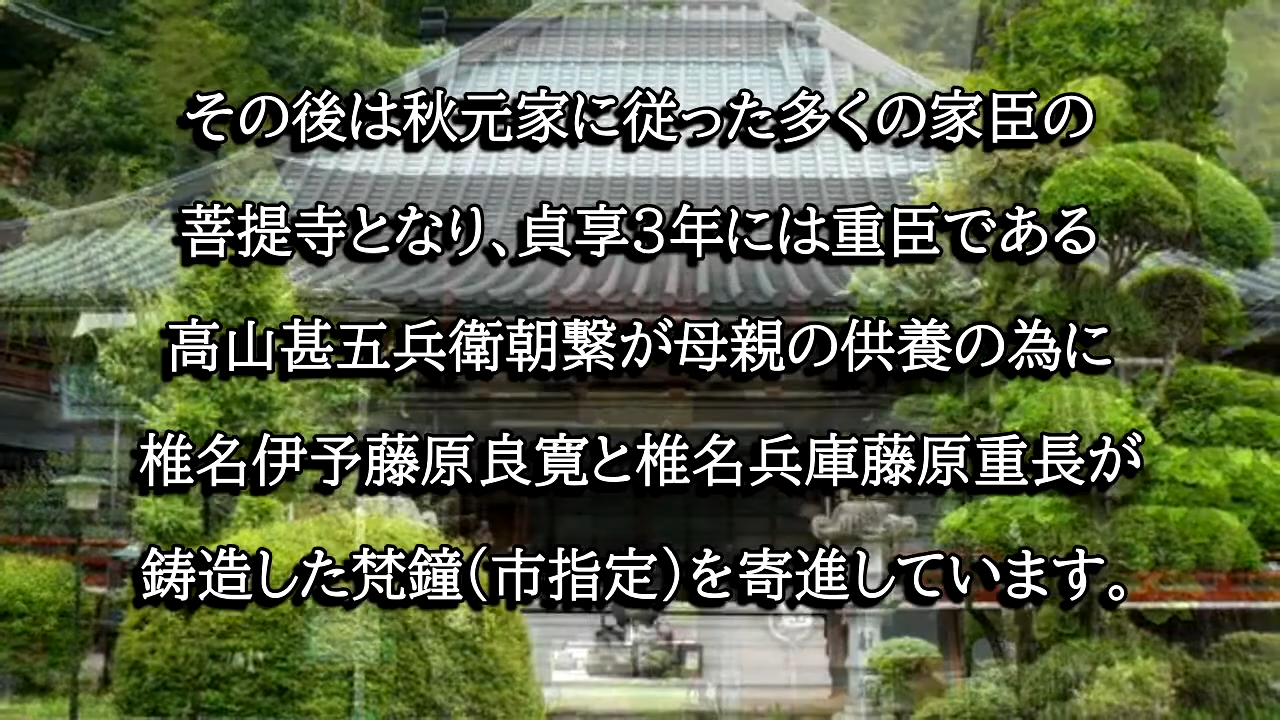 その後は秋元家に従った多くの家臣の
菩提寺となり、貞享３年には重臣である
高山甚五兵衛朝繋が母親の供養の為に
椎名伊予藤原良寛と椎名兵庫藤原重長が
鋳造した梵鐘（市指定）を寄進しています。